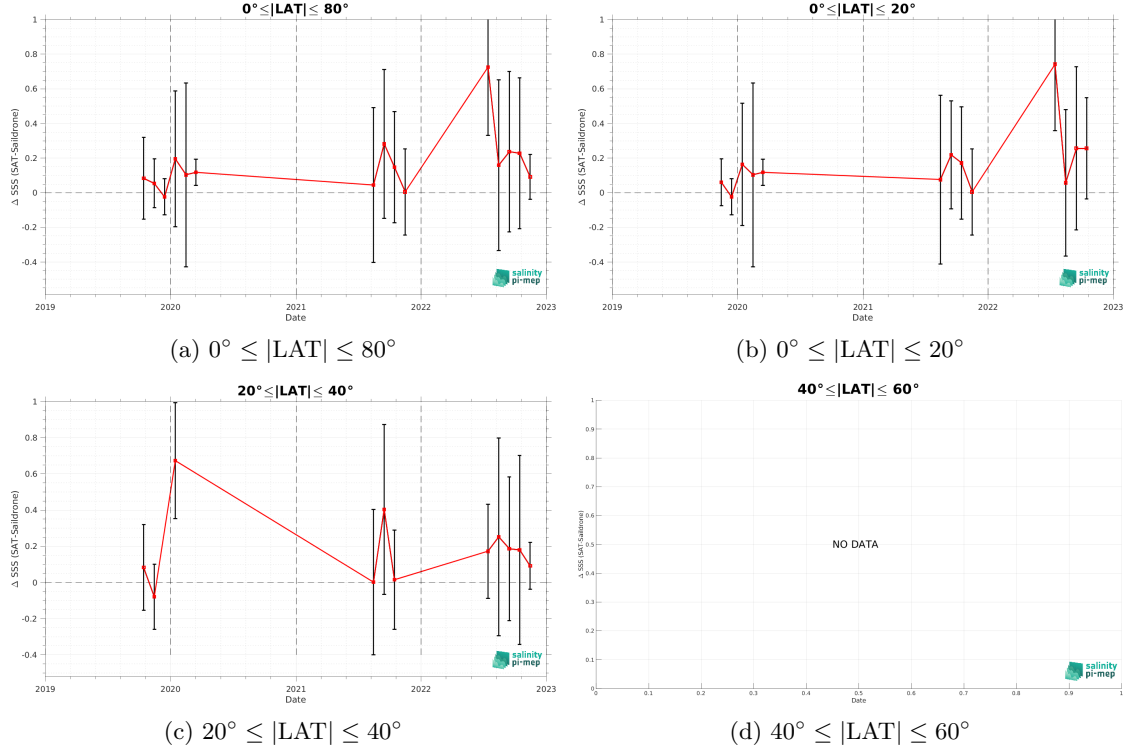 0°≤|LAT|≤ 80°
1
0.8
0.6
0.4
0.2
0
-0.2
-0.4
Δ SSS (SAT-Saildrone)
2019
2020
2021
2022
2023
Date
salinity
pi-mep
(a) 0° ≤ |LAT| ≤ 80°
0°≤|LAT|≤ 20°
1
0.8
0.6
0.4
0.2
0
-0.2
-0.4
Δ SSS (SAT-Saildrone)
2019
2020
2021
2022
2023
Date
salinity
pi-mep
(b) 0° ≤ |LAT| ≤ 20°
20°≤|LAT|≤ 40°
1
0.8
0.6
0.4
0.2
0
-0.2
-0.4
Δ SSS (SAT-Saildrone)
2019
2020
2021
2022
2023
Date
salinity
pi-mep
(c) 20° ≤ |LAT| ≤ 40°
40°≤|LAT|≤ 60°
1
0.9
0.8
0.7
0.6
0.5
0.4
0.3
0.2
0.1
0
Δ SSS (SAT-Saildrone)
NO DATA
0
0.1
0.2
0.3
0.4
0.5
0.6
0.7
0.8
0.9
1
Date
salinity
pi-mep
(d) 40° ≤ |LAT| ≤ 60°